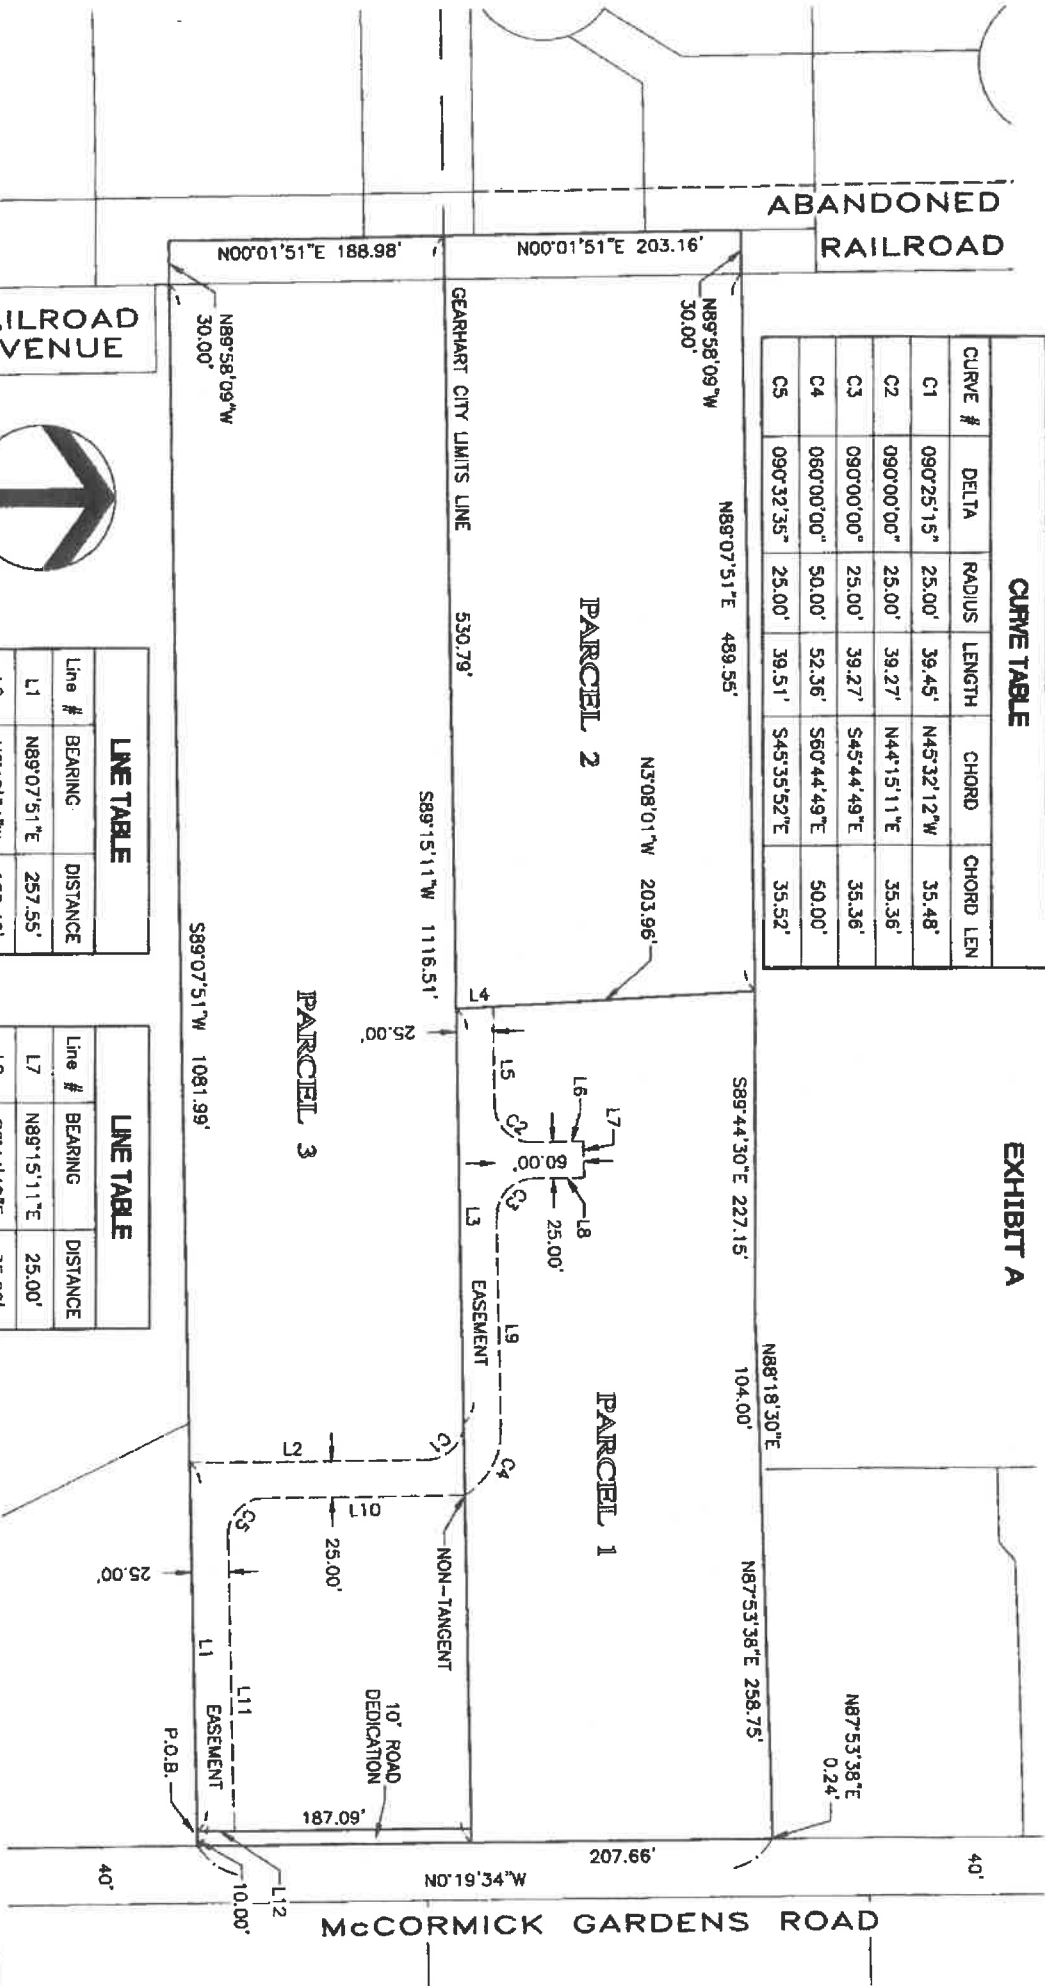 EXHIBIT A
CURVE TABLE
CURVE # DELTA RADIUS LENGTH CHORD CHORD LEN
C1 090°25'15" 25.00' 39.45' N45°32'12"W 35.48'
C2 090°00'00" 25.00' 39.27' N44°15'11"E 35.36'
C3 090°00'00" 25.00' 39.27' S45°44'49"E 35.36'
C4 060°00'00" 50.00' 52.36' S60°44'49"E 50.00'
C5 090°32'35" 25.00' 39.51' S45°35'52"E 35.52'
ABANDONED
RAILROAD
N89°58'09"W
30.00'
N89°07'51"E 489.55'
S89°44'30"E 227.15'
N88°18'30"E
104.00'
N87°53'38"E 258.75'
N87°53'38"E
0.24'
40'
N00°01'51"E 203.16'
PARCEL 2
N3°08'01"W 203.96'
PARCEL 1
207.66'
L7
L6
L8
25.00'
60.00'
L5
C2
C3
L9
C4
L4
25.00'
L3
EASEMENT
GEARHART CITY LIMITS LINE 530.79'
S89°15'11"W 1116.51'
NON-TANGENT
N0°19'34"W
McCORMICK GARDENS ROAD
N00°01'51"E 188.98'
PARCEL 3
C1
L2
L10
25.00'
10' ROAD
DEDICATION
187.09'
C5
25.00'
L11
L1
EASEMENT
L12
10.00'
P.O.B.
40'
N89°58'09"W
30.00'
S89°07'51"W 1081.99'
ILROAD
VENUE
LINE TABLE
Line # BEARING DISTANCE
L1 N89°07'51"E 257.55'
LINE TABLE
Line # BEARING DISTANCE
L7 N89°15'11"E 25.00'